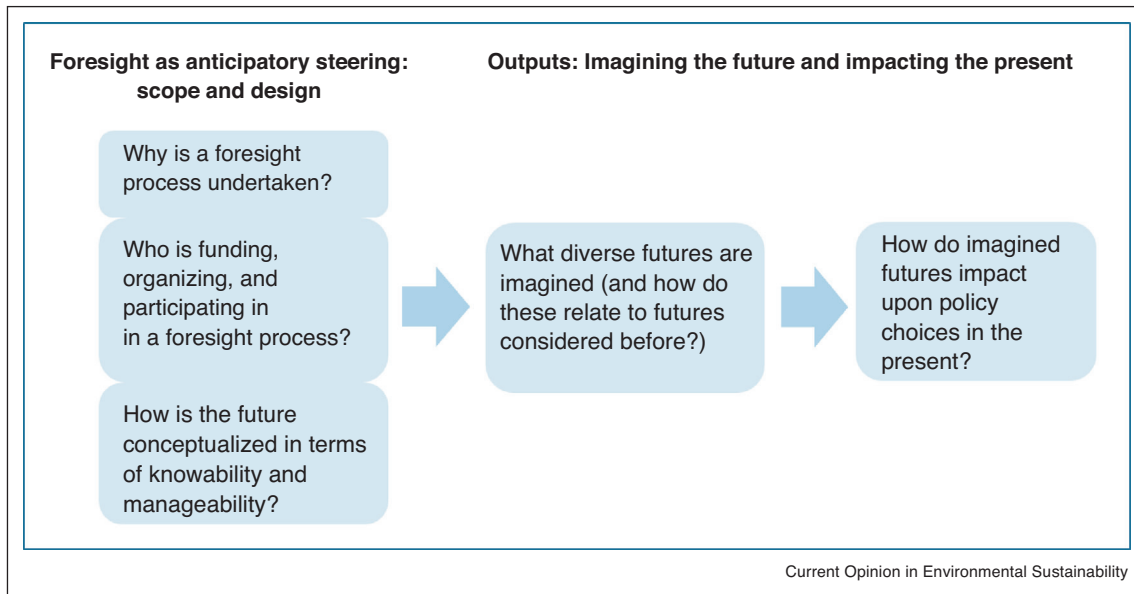 Foresight as anticipatory steering:
scope and design
Outputs: Imagining the future and impacting the present
Why is a foresight
process undertaken?
Who is funding,
organizing, and
participating in
in a foresight process?
How is the future
conceptualized in terms
of knowability and
manageability?
What diverse futures are
imagined (and how do
these relate to futures
considered before?)
How do imagined
futures impact
upon policy
choices in the
present?
Current Opinion in Environmental Sustainability